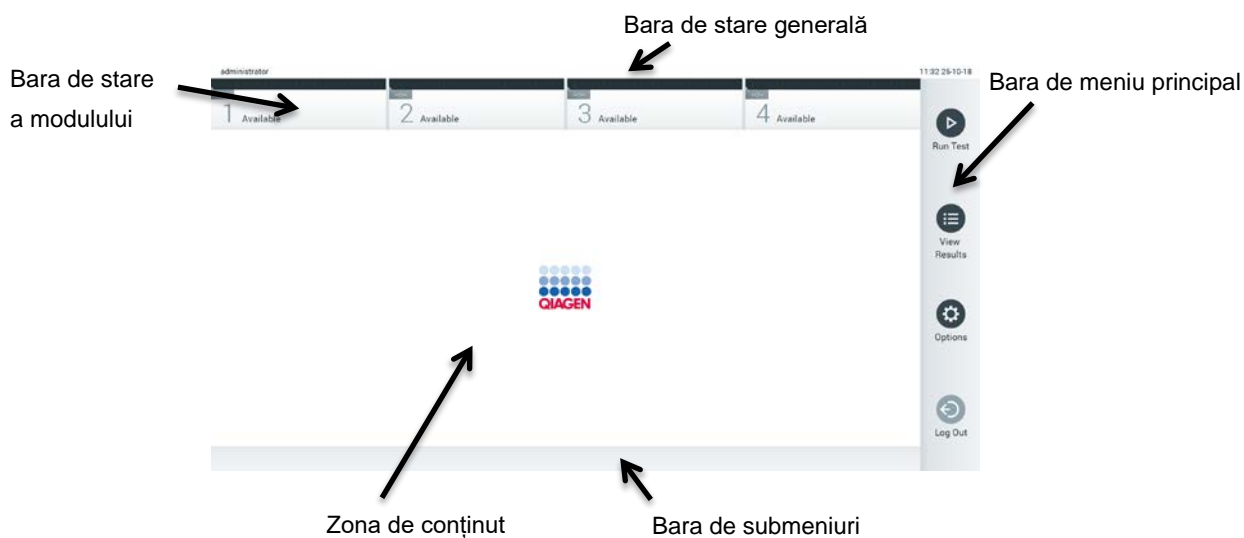 Bara de stare generală
Bara de stare
a modulului
Bara de meniu principal
administrator
11:32 25-10-18
1 Available
2 Available
3 Available
4 Available
Run Test
View
Results
Options
Log Out
QIAGEN
Zona de conținut
Bara de submeniuri